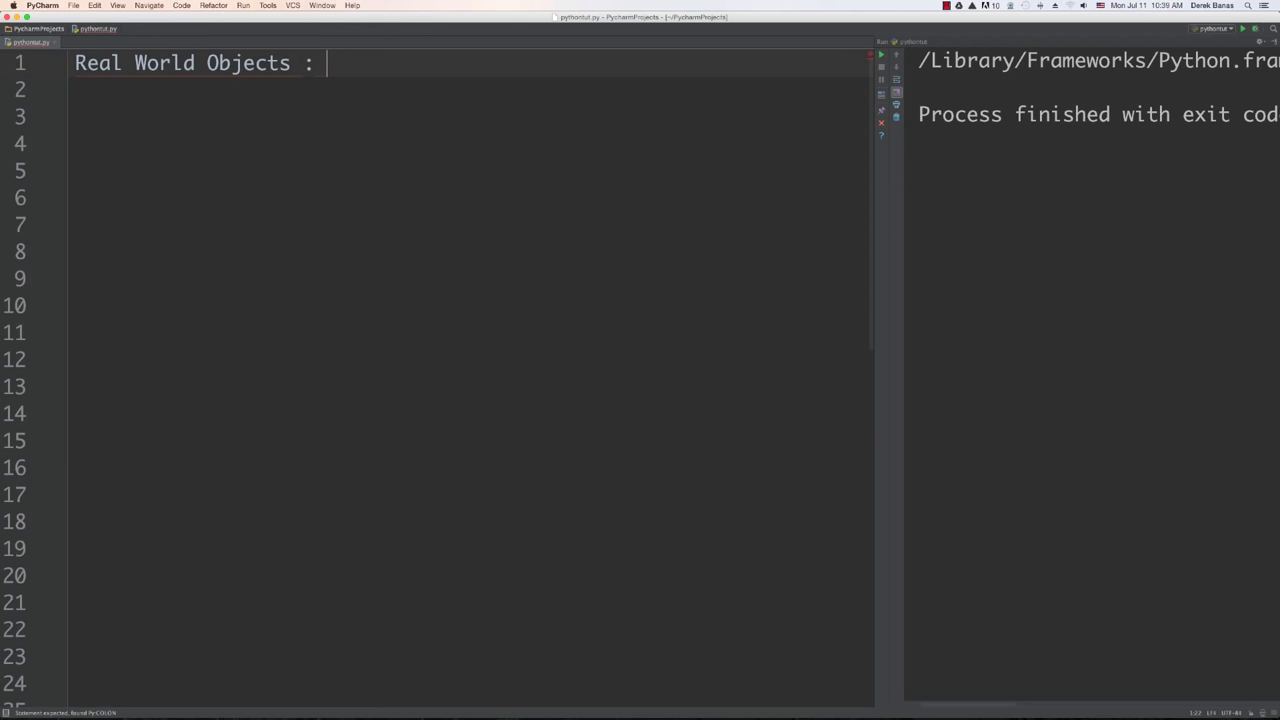 PyCharm File Edit View Navigate Code Refactor Run Tools VCS Window Help
10 Mon Jul 11 10:39 AM Derek Banas
pythontut.py - PycharmProjects - [~/PycharmProjects]
PycharmProjects pythontut.py pythontut
pythontut.py Run pythontut
1 Real World Objects :
2
3
4
5
6
7
8
9
10
11
12
13
14
15
16
17
18
19
20
21
22
23
24
/Library/Frameworks/Python.fra
Process finished with exit cod
Statement expected, found Py:COLON 1:22 LF÷ UTF-8÷